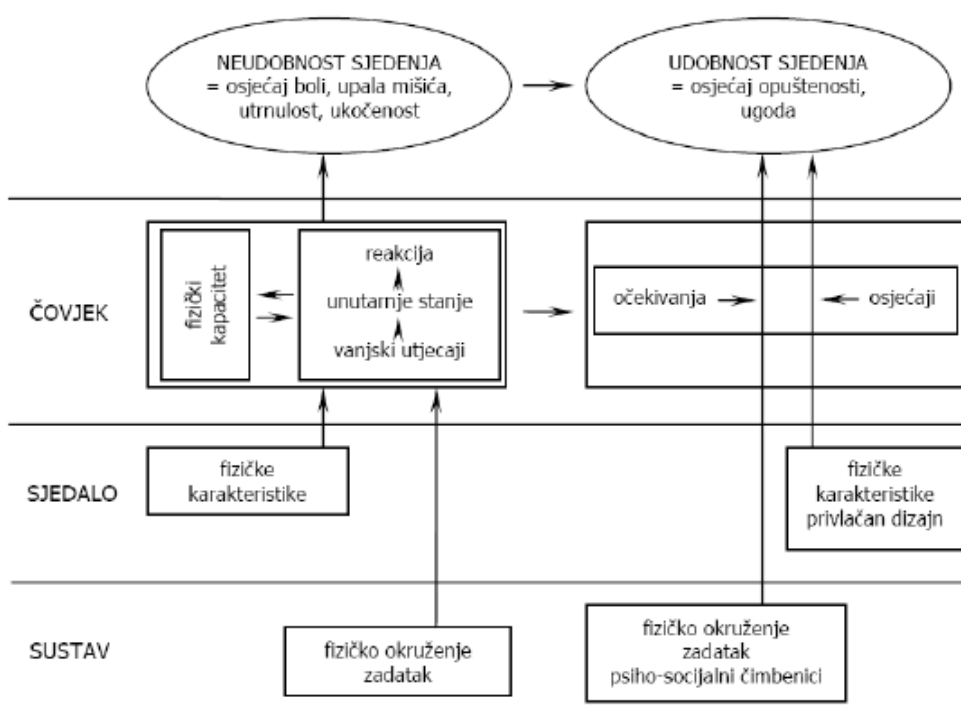 NEUDOBNOST SJEDENJA
= osjećaj boli, upala mišića,
utrnulost, ukočenost
UDOBNOST SJEDENJA
= osjećaj opuštenosti,
ugoda
ČOVJEK
fizički
kapacitet
reakcija
unutarnje stanje
vanjski utjecaji
očekivanja
osjećaji
SJEDALO
fizičke
karakteristike
fizičke
karakteristike
privlačan dizajn
SUSTAV
fizičko okruženje
zadatak
fizičko okruženje
zadatak
psiho-socijalni čimbenici